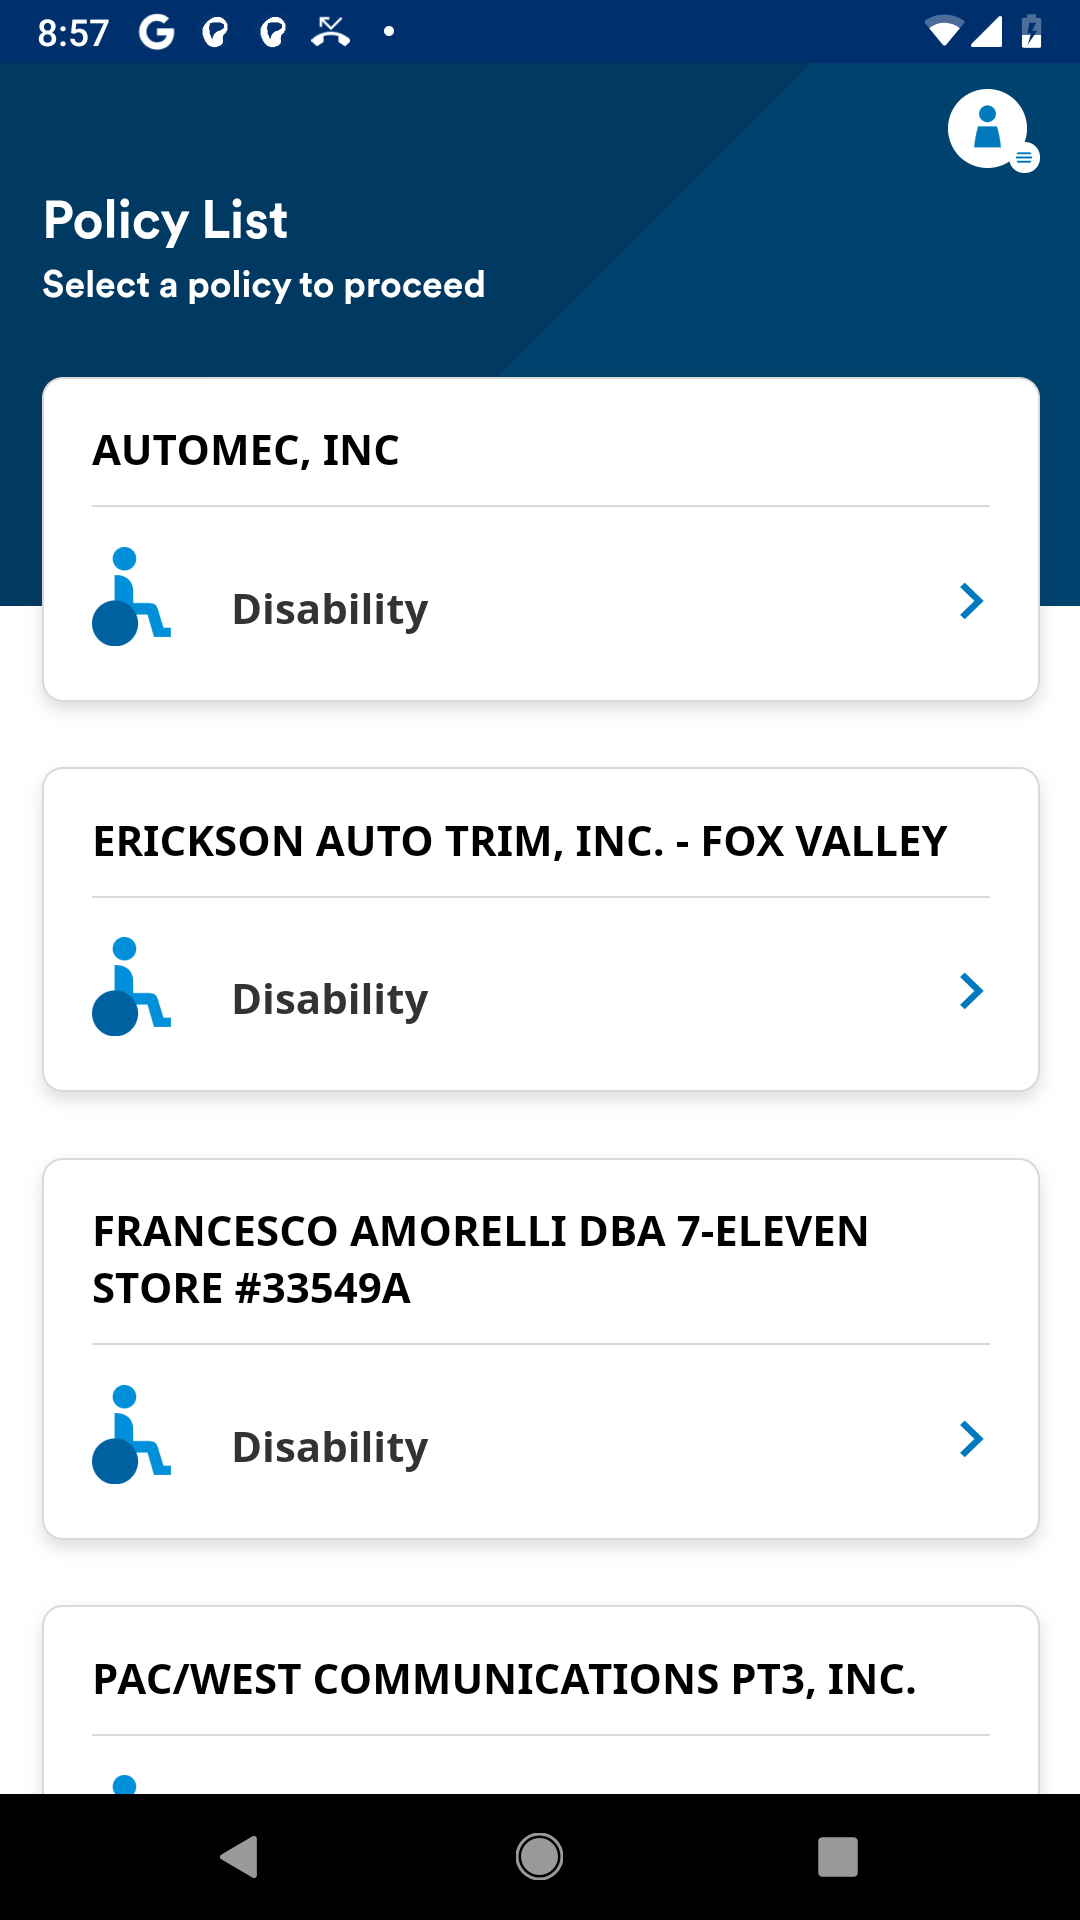 8:57
Policy List
Select a policy to proceed
AUTOMEC, INC
Disability
ERICKSON AUTO TRIM, INC. - FOX VALLEY
Disability
FRANCESCO AMORELLI DBA 7-ELEVEN
STORE #33549A
Disability
PAC/WEST COMMUNICATIONS PT3, INC.